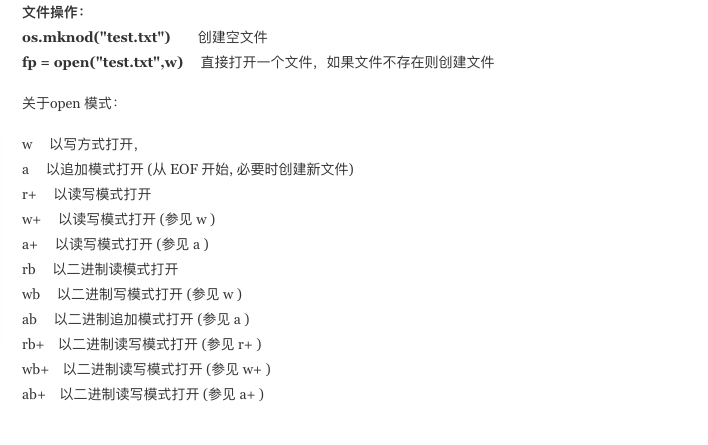 文件操作：
os.mknod("test.txt") 创建空文件
fp = open("test.txt",w) 直接打开一个文件，如果文件不存在则创建文件
关于open 模式：
w 以写方式打开，
a 以追加模式打开 (从 EOF 开始, 必要时创建新文件)
r+ 以读写模式打开
w+ 以读写模式打开 (参见 w )
a+ 以读写模式打开 (参见 a )
rb 以二进制读模式打开
wb 以二进制写模式打开 (参见 w )
ab 以二进制追加模式打开 (参见 a )
rb+ 以二进制读写模式打开 (参见 r+ )
wb+ 以二进制读写模式打开 (参见 w+ )
ab+ 以二进制读写模式打开 (参见 a+ )